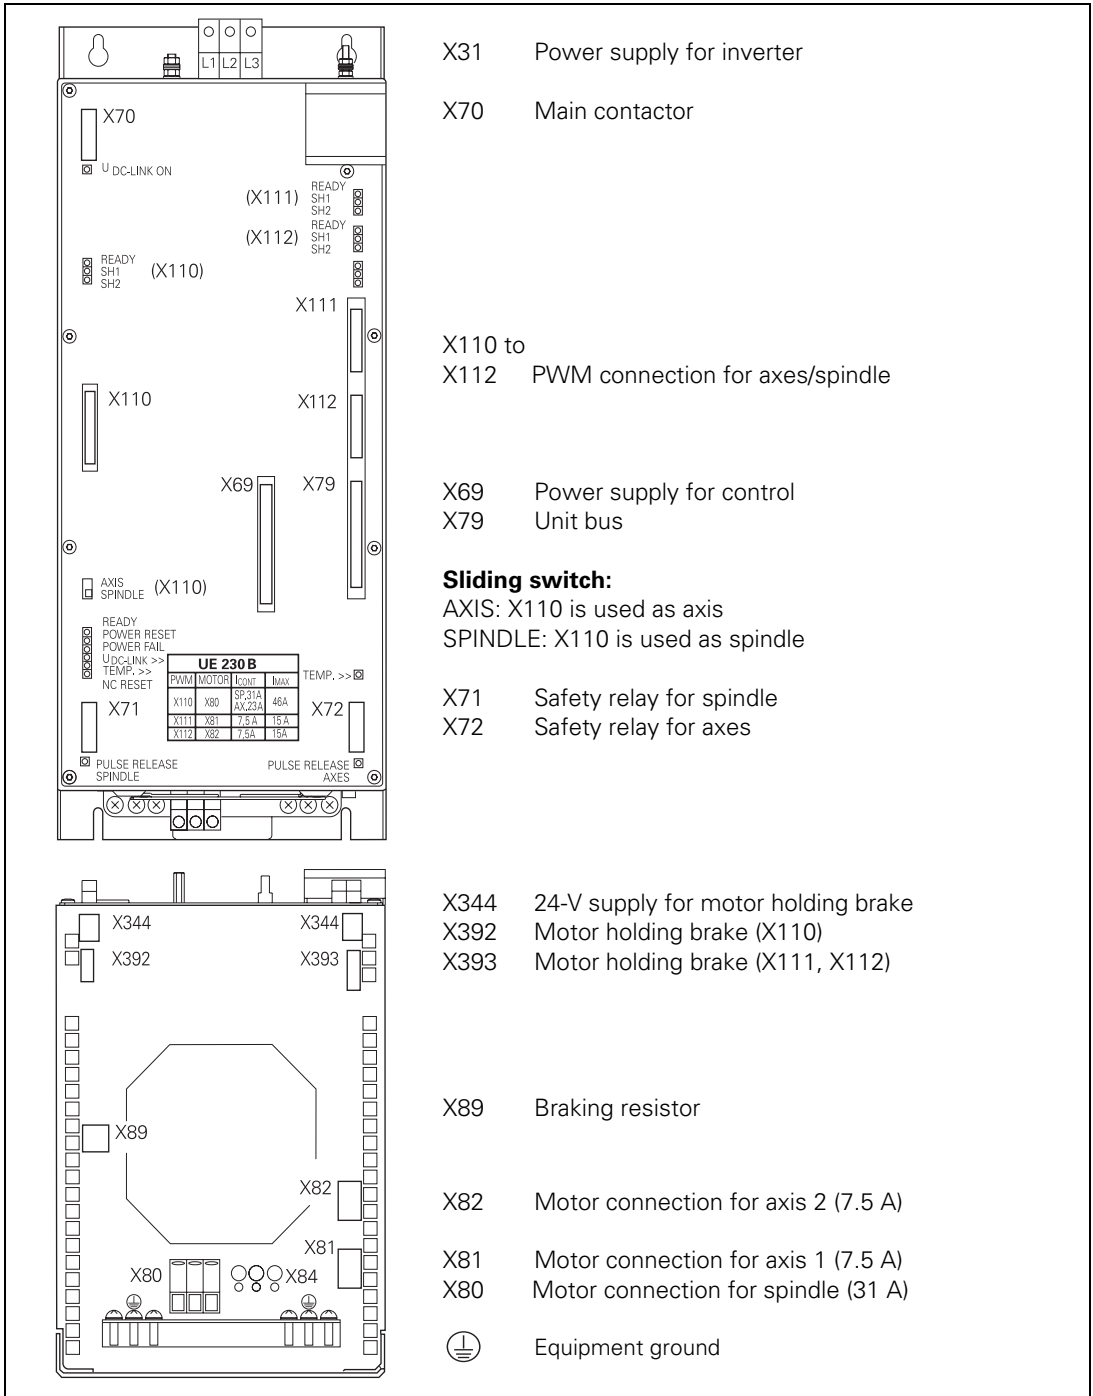 L1 L2 L3
X31 Power supply for inverter
X70 Main contactor
X70
U DC-LINK ON
(X111) READY
SH1
SH2
(X112) READY
SH1
SH2
READY
SH1 (X110)
SH2
X111
X110 to
X112 PWM connection for axes/spindle
X110
X112
X69
X79
X69 Power supply for control
X79 Unit bus
Sliding switch:
AXIS: X110 is used as axis
SPINDLE: X110 is used as spindle
AXIS
SPINDLE (X110)
READY
POWER RESET
POWER FAIL
U DC-LINK >>
TEMP. >>
NC RESET
UE 230 B
PWM MOTOR ICONT IMAX
X110 X80 SP.31A AX.23A 46A
X111 X81 7,5 A 15 A
X112 X82 7,5A 15A
TEMP. >>
X71
X72
X71 Safety relay for spindle
X72 Safety relay for axes
PULSE RELEASE
SPINDLE
PULSE RELEASE
AXES
X344
X344
X392
X393
X344 24-V supply for motor holding brake
X392 Motor holding brake (X110)
X393 Motor holding brake (X111, X112)
X89
X89 Braking resistor
X82
X82 Motor connection for axis 2 (7.5 A)
X81
X80
X84
X81 Motor connection for axis 1 (7.5 A)
X80 Motor connection for spindle (31 A)
Equipment ground